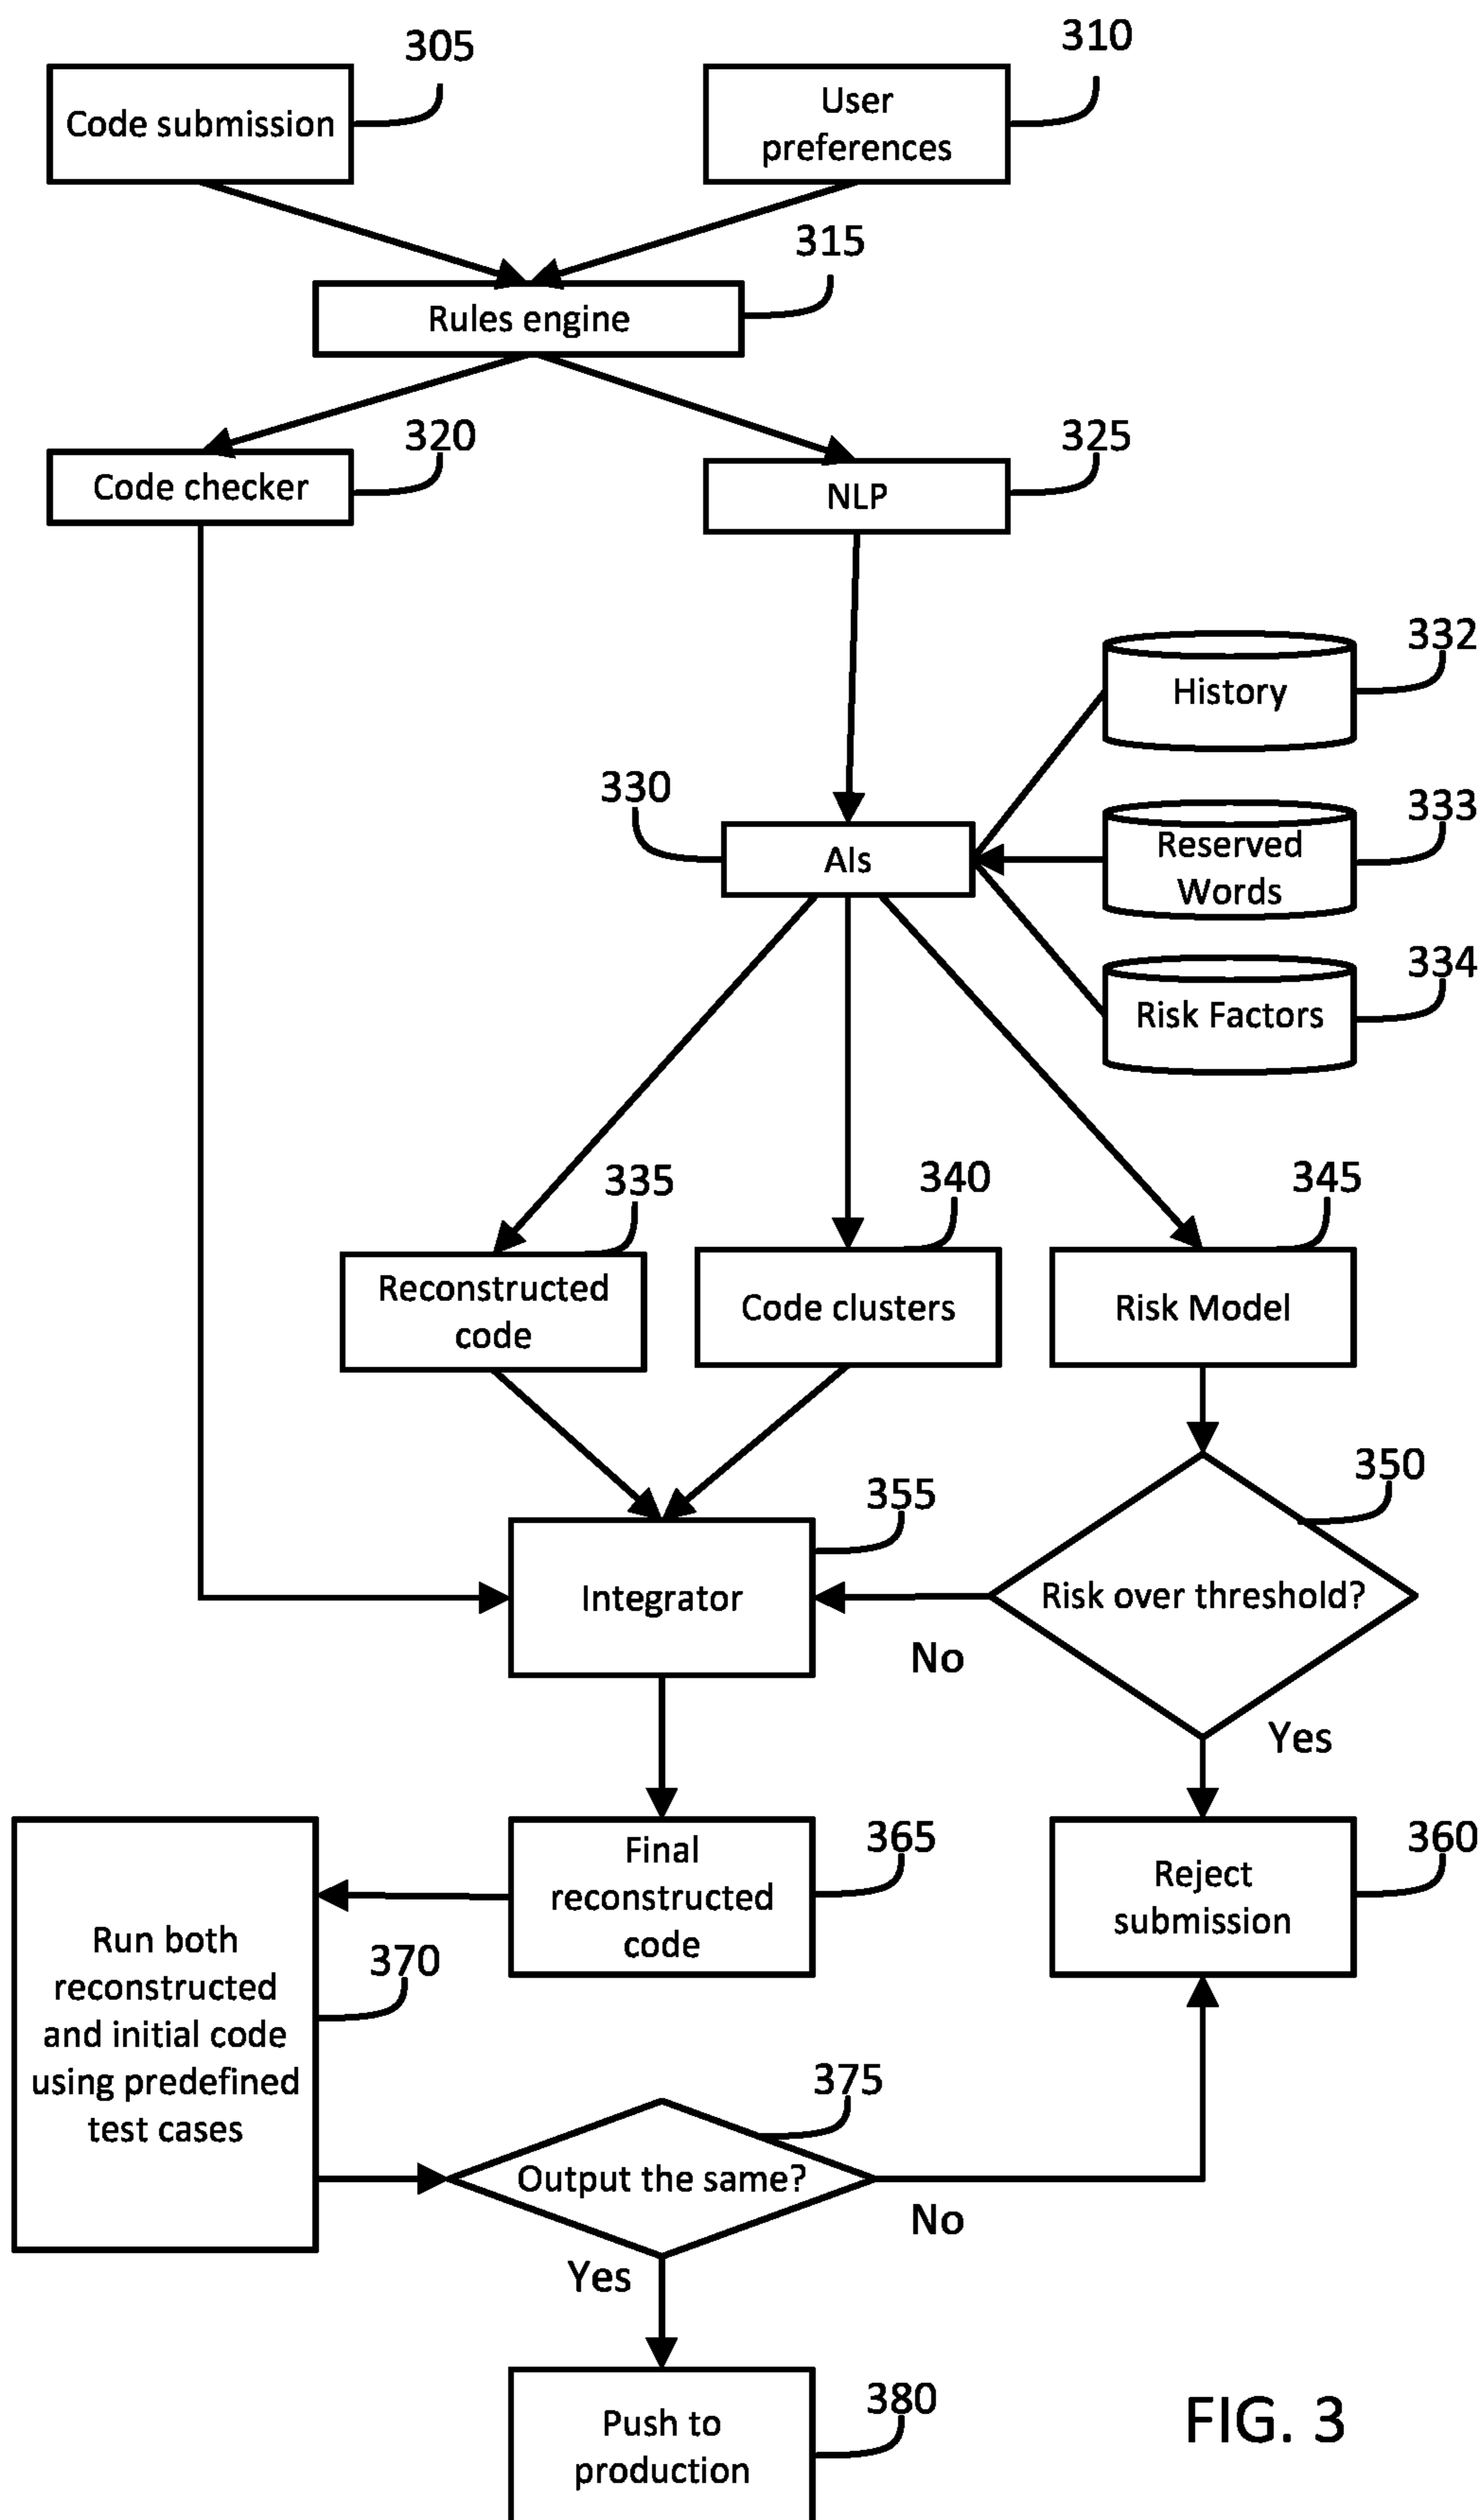 305
310
Code submission
User
preferences
315
Rules engine
320
325
Code checker
NLP
332
History
330
333
AIs
Reserved
Words
334
Risk Factors
335
340
345
Reconstructed
code
Code clusters
Risk Model
350
355
Integrator
Risk over threshold?
No
Yes
365
360
Final
reconstructed
code
Reject
submission
Run both
reconstructed
and initial code
using predefined
test cases
370
375
Output the same?
No
Yes
380
Push to
production
FIG. 3